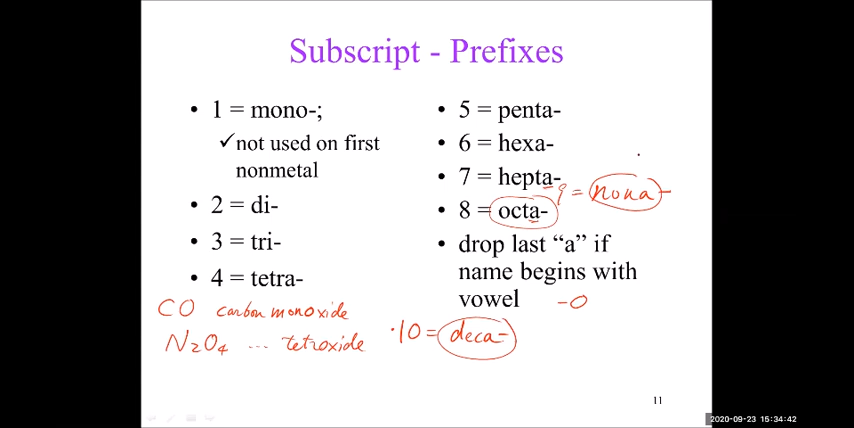 Subscript - Prefixes
• 1 = mono-;
✓not used on first
nonmetal
• 2 = di-
• 3 = tri-
• 4 = tetra-
CO carbon monoxide
N2O4 ... tetroxide
• 5 = penta-
• 6 = hexa-
• 7 = hepta-
9 = nona-
• 8 = octa-
• drop last “a” if
name begins with
vowel -O
·10 = deca-
11
2020-09-23 15:34:42